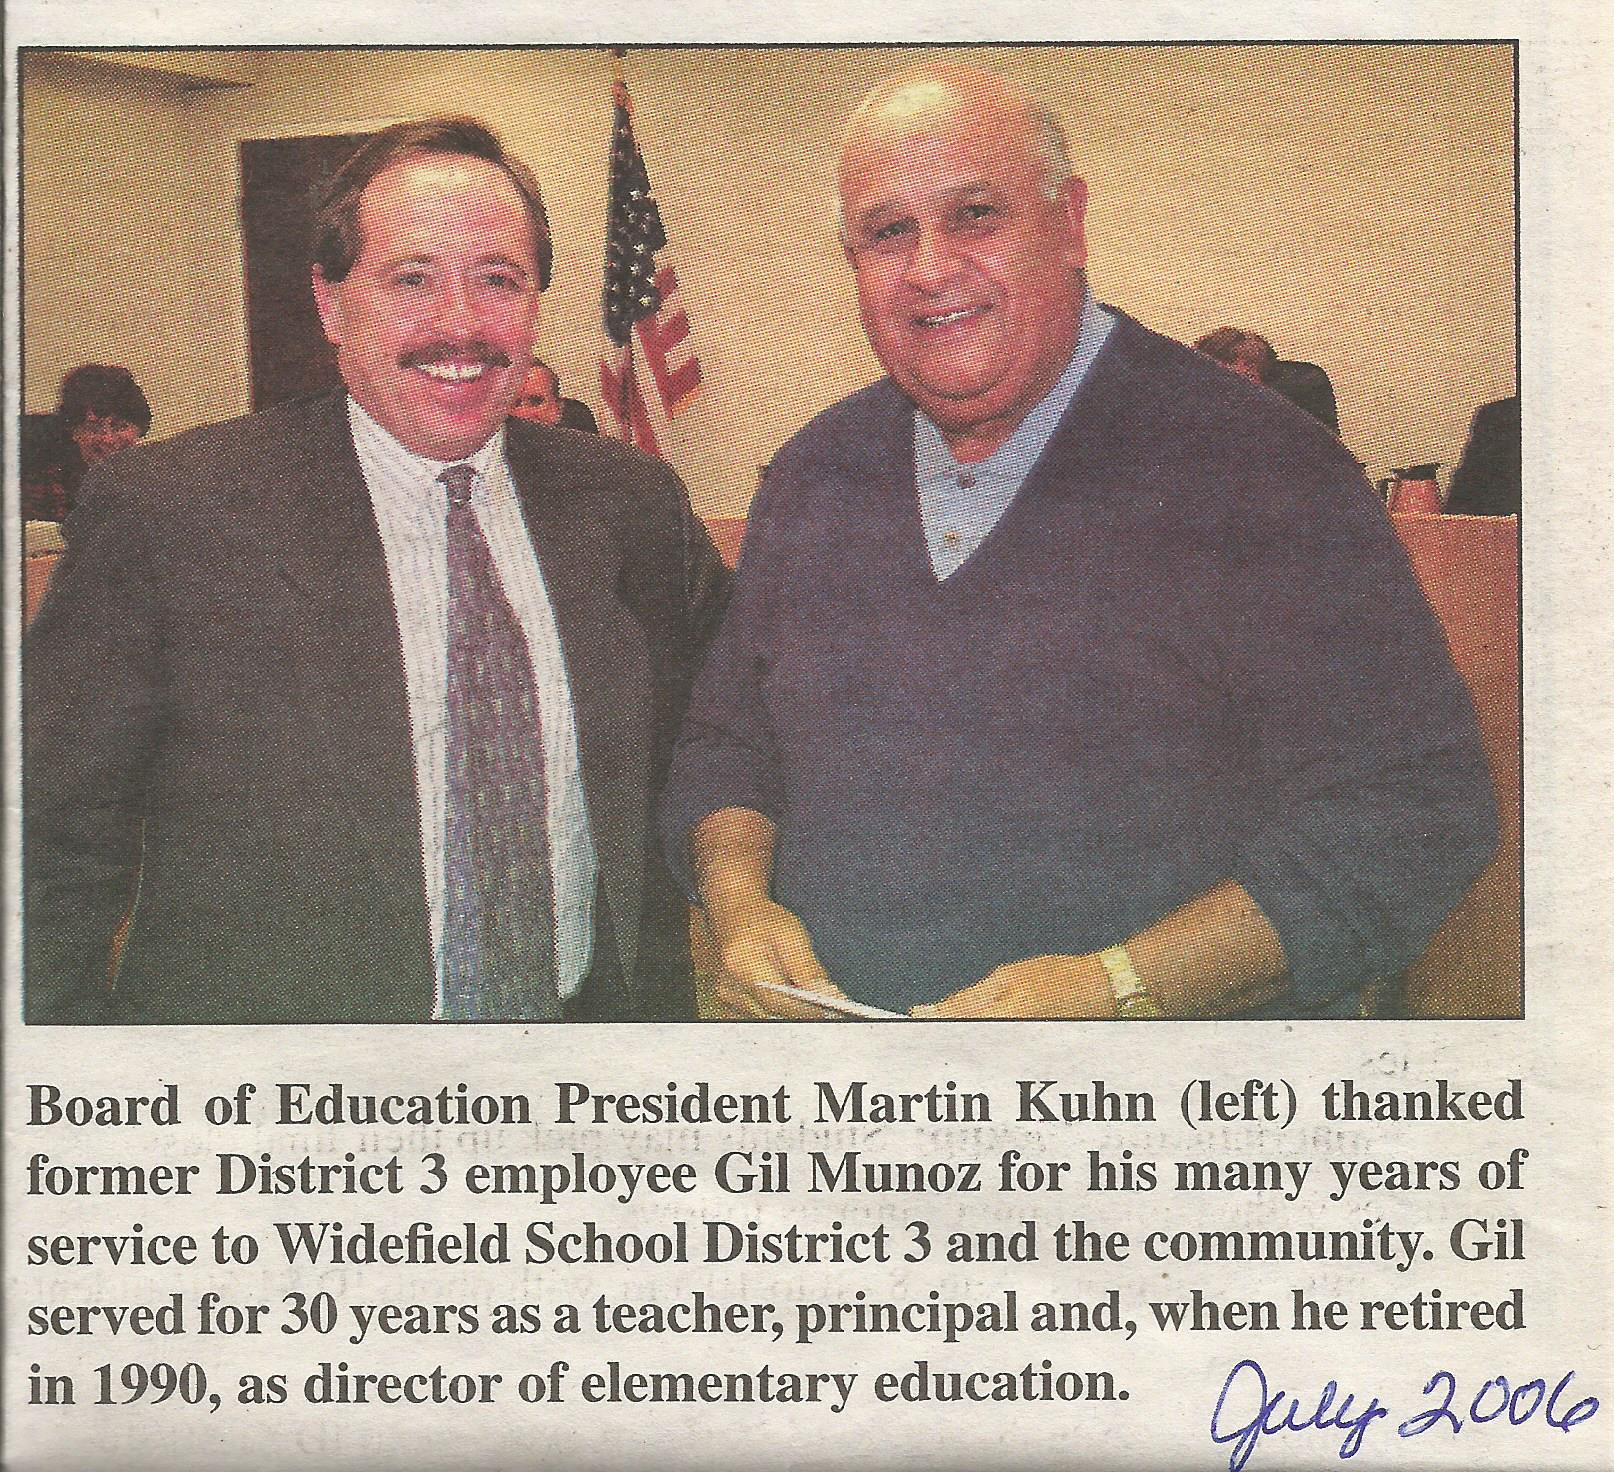 Board of Education President Martin Kuhn (left) thanked
former District 3 employee Gil Munoz for his many years of
service to Widefield School District 3 and the community. Gil
served for 30 years as a teacher, principal and, when he retired
in 1990, as director of elementary education.
July 2006